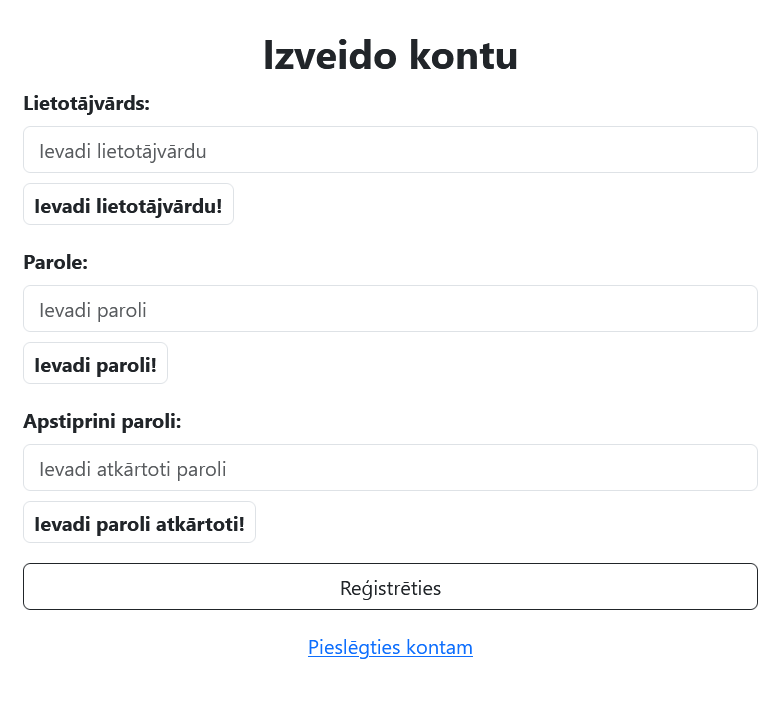 Izveido kontu
Lietotājvārds:
Ievadi lietotājvārdu
Ievadi lietotājvārdu!
Parole:
Ievadi paroli
Ievadi paroli!
Apstiprini paroli:
Ievadi atkārtoti paroli
Ievadi paroli atkārtoti!
Reģistrēties
Pieslēgties kontam